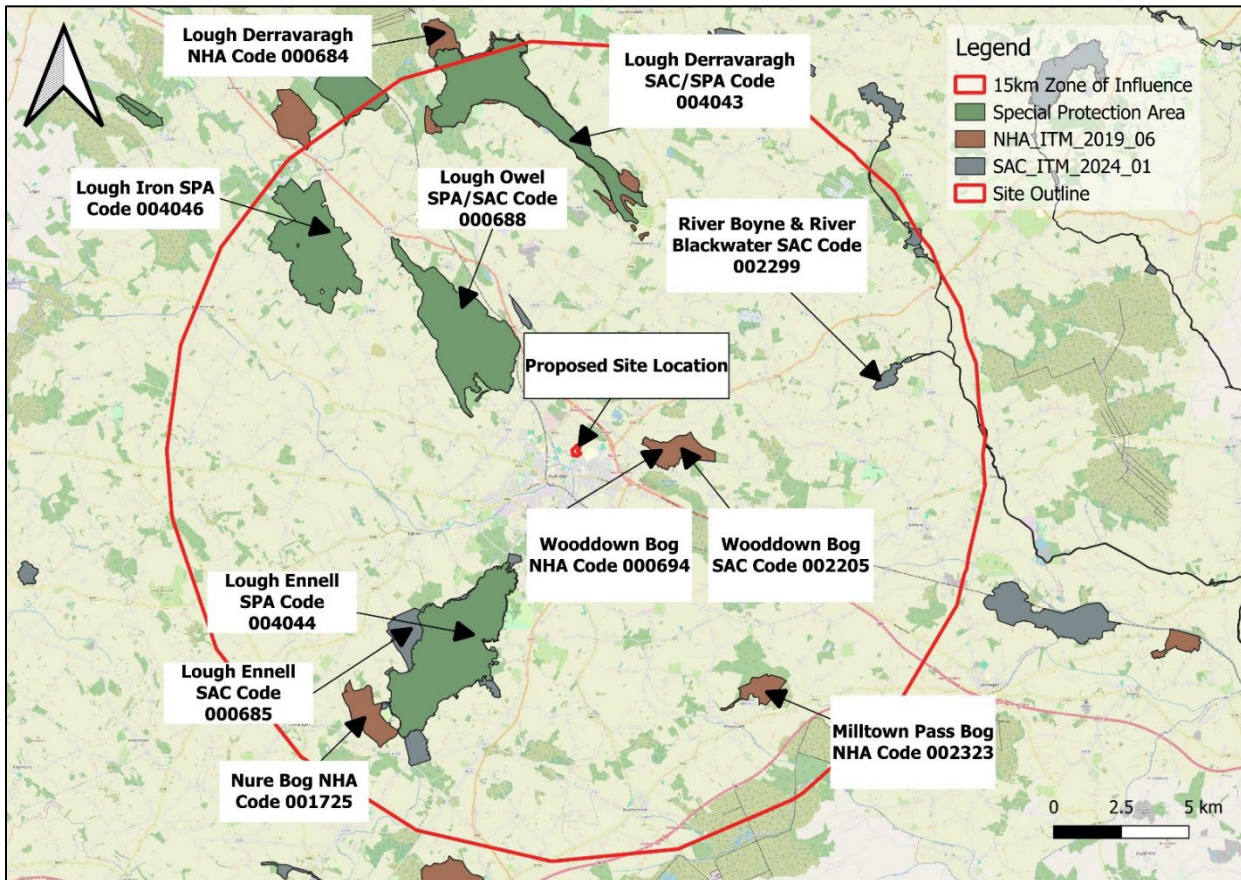 Lough Derravaragh
NHA Code 000684
Lough Derravaragh
SAC/SPA Code
004043
Legend
15km Zone of Influence
Special Protection Area
NHA_ITM_2019_06
SAC_ITM_2024_01
Site Outline
Lough Iron SPA
Code 004046
Lough Owel
SPA/SAC Code
000688
River Boyne & River
Blackwater SAC Code
002299
Proposed Site Location
Wooddown Bog
NHA Code 000694
Wooddown Bog
SAC Code 002205
Lough Ennell
SPA Code
004044
Lough Ennell
SAC Code
000685
Nure Bog NHA
Code 001725
Milltown Pass Bog
NHA Code 002323
0 2.5 5 km